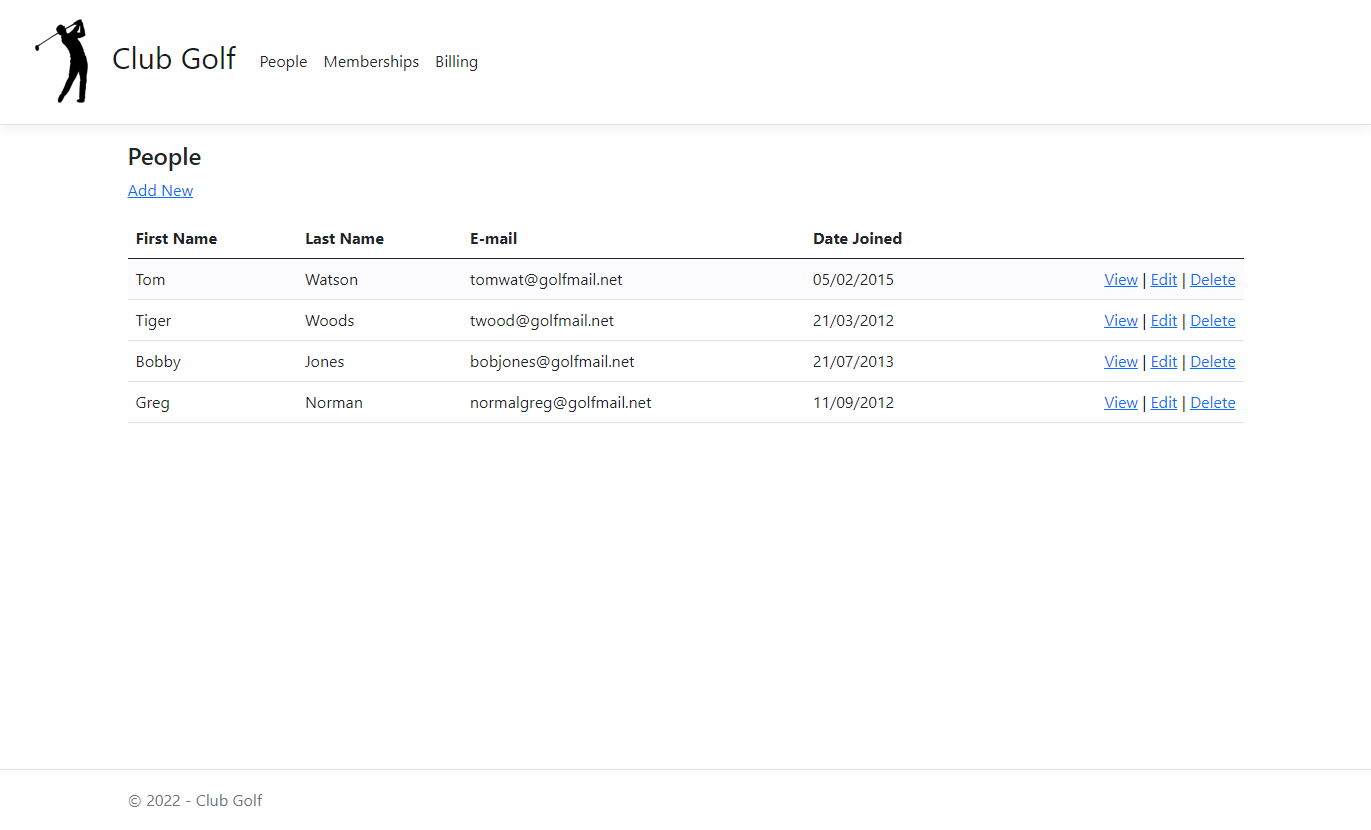 Club Golf People Memberships Billing
People
Add New
First Name Last Name E-mail Date Joined
Tom Watson tomwat@golfmail.net 05/02/2015 View | Edit | Delete
Tiger Woods twood@golfmail.net 21/03/2012 View | Edit | Delete
Bobby Jones bobjones@golfmail.net 21/07/2013 View | Edit | Delete
Greg Norman normalgreg@golfmail.net 11/09/2012 View | Edit | Delete
© 2022 - Club Golf